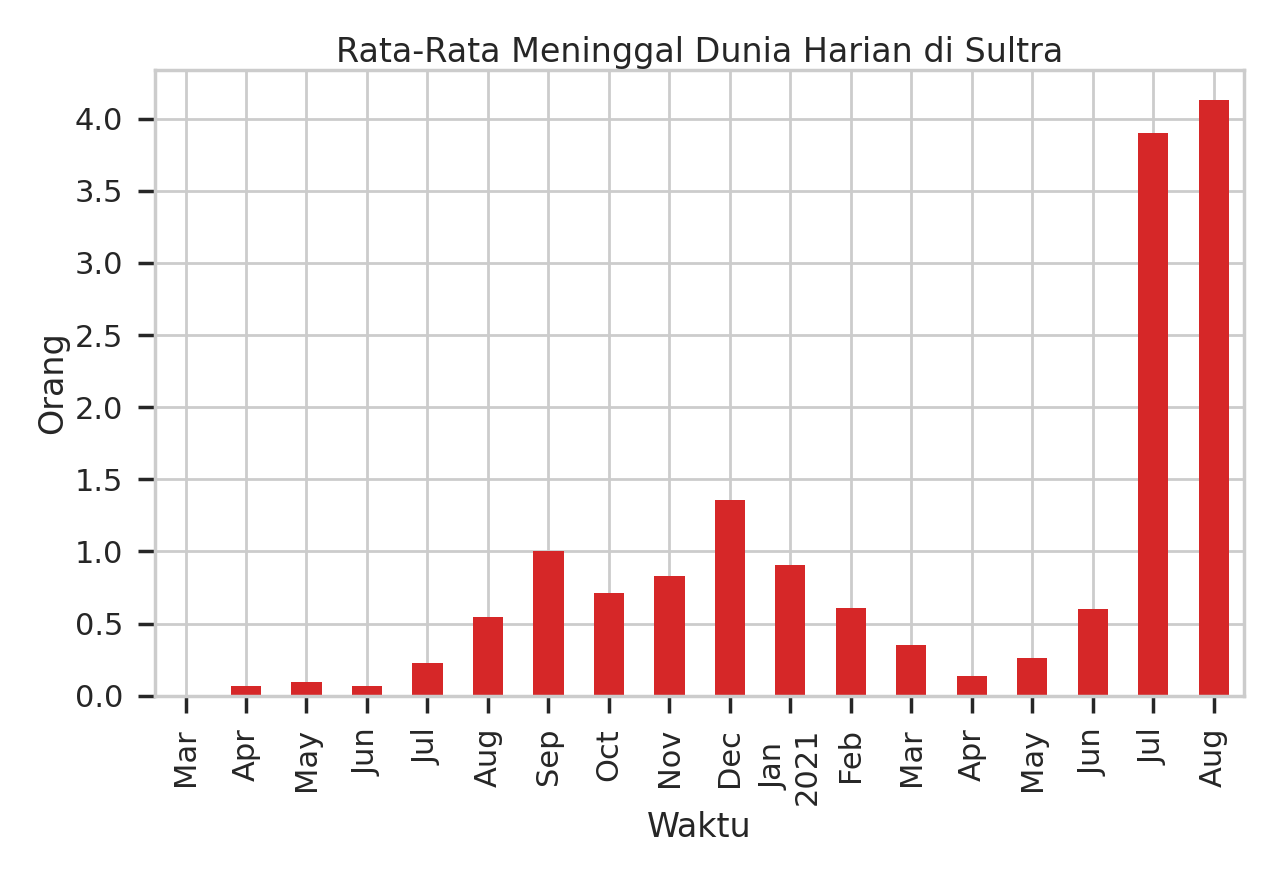 Rata-Rata Meninggal Dunia Harian di Sultra
Orang
4.0
3.5
3.0
2.5
2.0
1.5
1.0
0.5
0.0
Mar
Apr
May
Jun
Jul
Aug
Sep
Oct
Nov
Dec
Jan
2021
Feb
Mar
Apr
May
Jun
Jul
Aug
Waktu